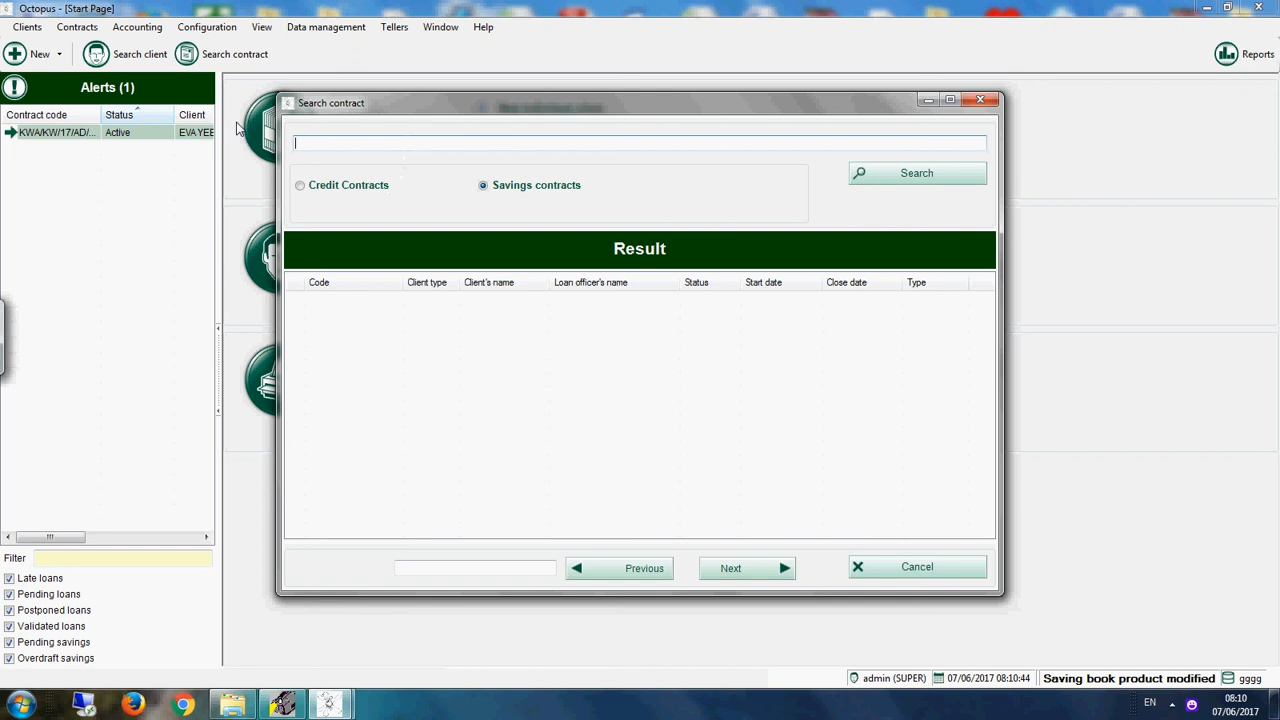 Octopus - [Start Page]
Clients Contracts Accounting Configuration View Data management Tellers Window Help
New Search client Search contract Reports
Alerts (1)
Contract code Status Client
KWA/KW/17/AD/... Active EVA YEE
Filter
Late loans
Pending loans
Postponed loans
Validated loans
Pending savings
Overdraft savings
Search contract
Search
Credit Contracts Savings contracts
Result
Code Client type Client's name Loan officer's name Status Start date Close date Type
Previous Next Cancel
admin (SUPER) 07/06/2017 08:10:44 Saving book product modified gggg
EN 08:10
07/06/2017